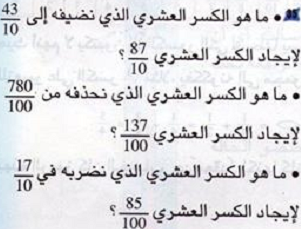 • ما هو الكسر العشري الذي نضيفه إلى 43/10
لإيجاد الكسر العشري 87/10 ؟
• ما هو الكسر العشري الذي نحذفه من 780/100
لإيجاد الكسر العشري 137/100 ؟
• ما هو الكسر العشري الذي نضربه في 17/10
لإيجاد الكسر العشري 85/100 ؟